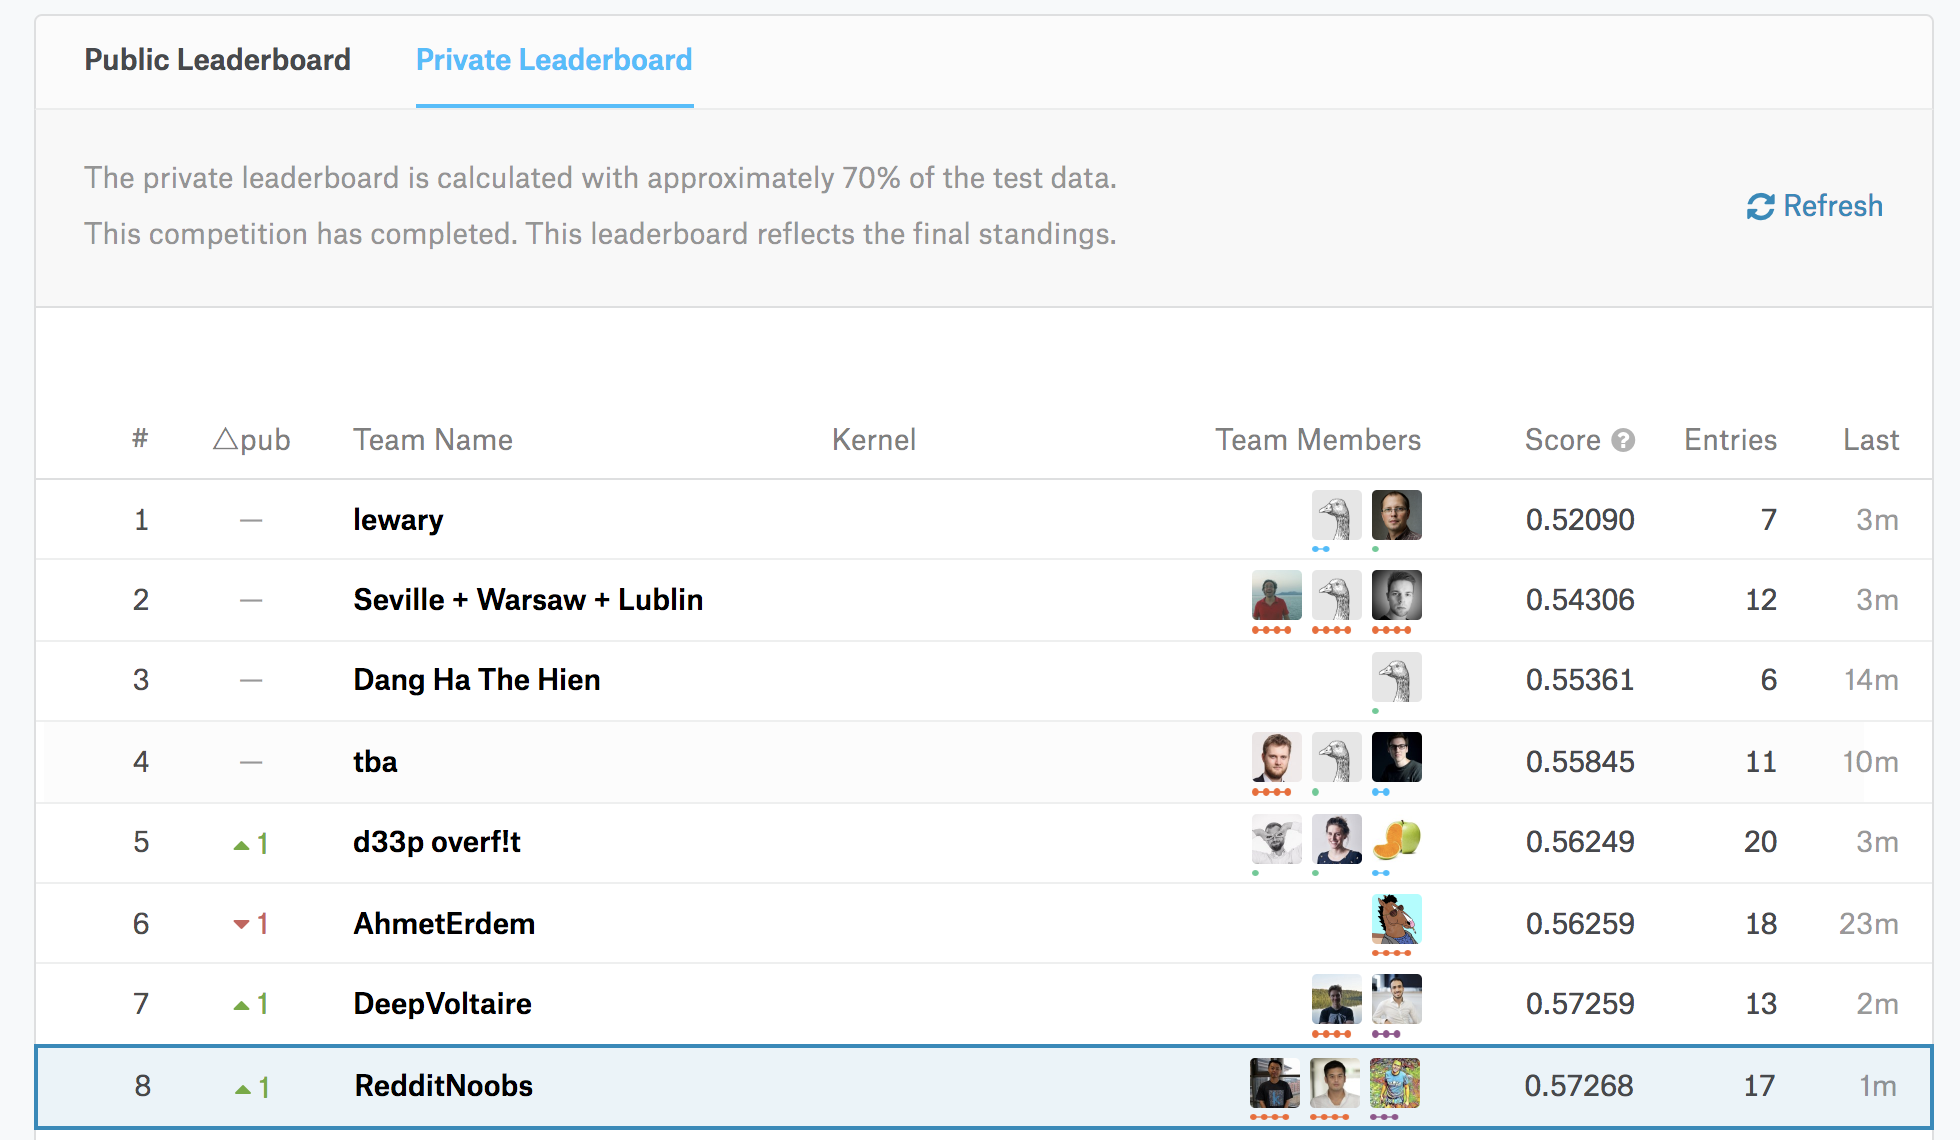 Public Leaderboard Private Leaderboard
The private leaderboard is calculated with approximately 70% of the test data.
This competition has completed. This leaderboard reflects the final standings.
Refresh
# △pub Team Name Kernel Team Members Score ? Entries Last
1 — lewary 0.52090 7 3m
2 — Seville + Warsaw + Lublin 0.54306 12 3m
3 — Dang Ha The Hien 0.55361 6 14m
4 — tba 0.55845 11 10m
5 ▲1 d33p overf!t 0.56249 20 3m
6 ▼1 AhmetErdem 0.56259 18 23m
7 ▲1 DeepVoltaire 0.57259 13 2m
8 ▲1 RedditNoobs 0.57268 17 1m